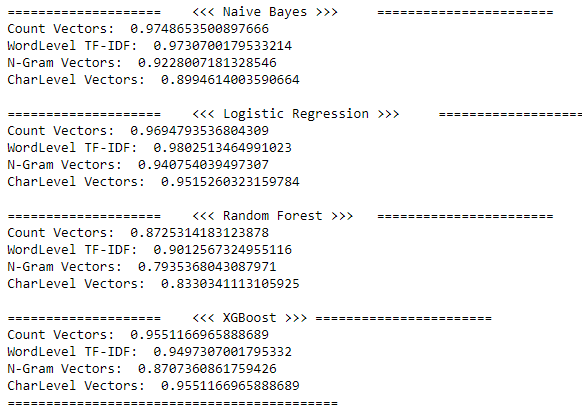 ====================    <<< Naive Bayes >>>     =======================
Count Vectors:  0.9748653500897666
WordLevel TF-IDF:  0.9730700179533214
N-Gram Vectors:  0.9228007181328546
CharLevel Vectors:  0.8994614003590664
====================    <<< Logistic Regression >>>     ===================
Count Vectors:  0.9694793536804309
WordLevel TF-IDF:  0.9802513464991023
N-Gram Vectors:  0.940754039497307
CharLevel Vectors:  0.9515260323159784
====================    <<< Random Forest >>>   =======================
Count Vectors:  0.8725314183123878
WordLevel TF-IDF:  0.9012567324955116
N-Gram Vectors:  0.7935368043087971
CharLevel Vectors:  0.8330341113105925
====================    <<< XGBoost >>> =======================
Count Vectors:  0.9551166965888689
WordLevel TF-IDF:  0.9497307001795332
N-Gram Vectors:  0.8707360861759426
CharLevel Vectors:  0.9551166965888689
===========================================